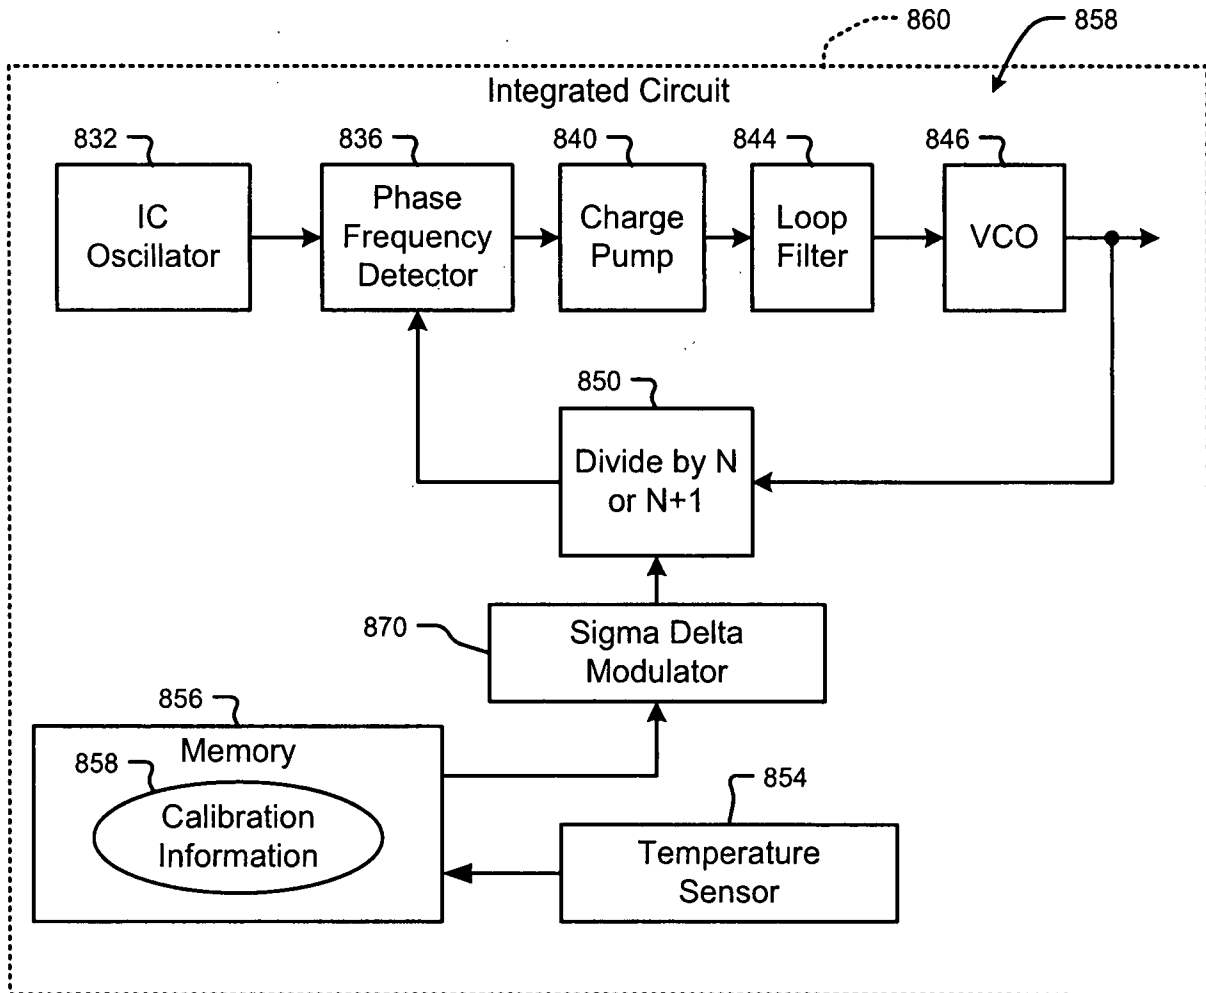 860
858
Integrated Circuit
832
836
840
844
846
IC
Oscillator
Phase
Frequency
Detector
Charge
Pump
Loop
Filter
VCO
850
Divide by N
or N+1
870
Sigma Delta
Modulator
856
Memory
858
Calibration
Information
854
Temperature
Sensor